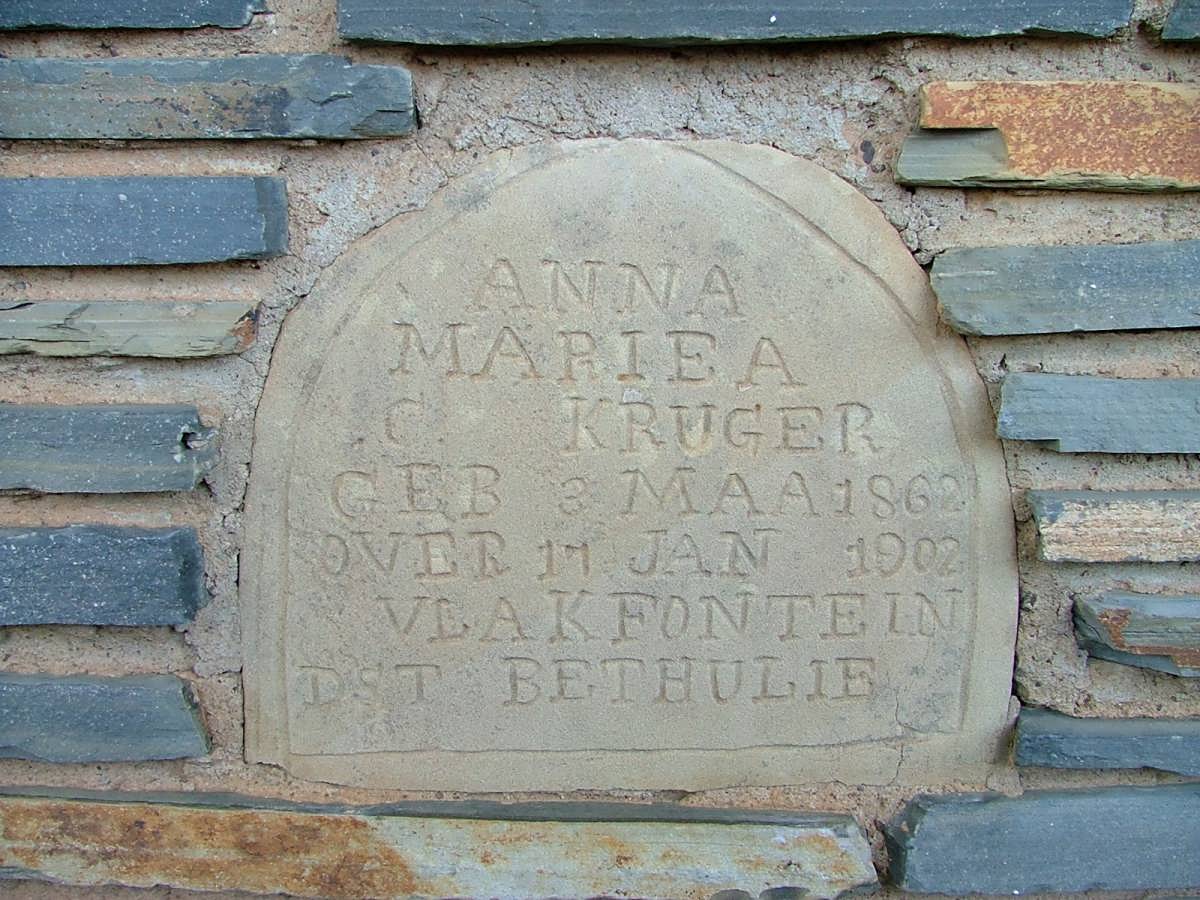 ANNA
MARIEA
C. KRUGER
GEB 3 MAA 1862
OVER 17 JAN 1902
VLAKFONTEIN
DST BETHULIE